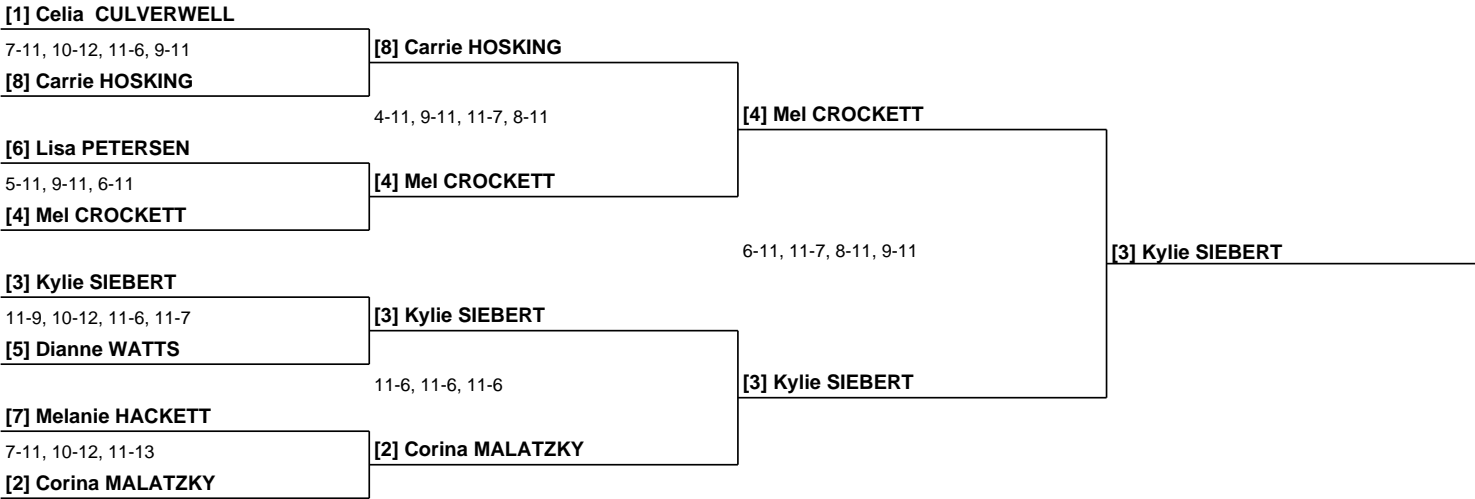 [1] Celia  CULVERWELL
7-11, 10-12, 11-6, 9-11
[8] Carrie HOSKING
[8] Carrie HOSKING
4-11, 9-11, 11-7, 8-11
[4] Mel CROCKETT
[6] Lisa PETERSEN
5-11, 9-11, 6-11
[4] Mel CROCKETT
[4] Mel CROCKETT
6-11, 11-7, 8-11, 9-11
[3] Kylie SIEBERT
[3] Kylie SIEBERT
11-9, 10-12, 11-6, 11-7
[3] Kylie SIEBERT
[5] Dianne WATTS
11-6, 11-6, 11-6
[3] Kylie SIEBERT
[7] Melanie HACKETT
7-11, 10-12, 11-13
[2] Corina MALATZKY
[2] Corina MALATZKY